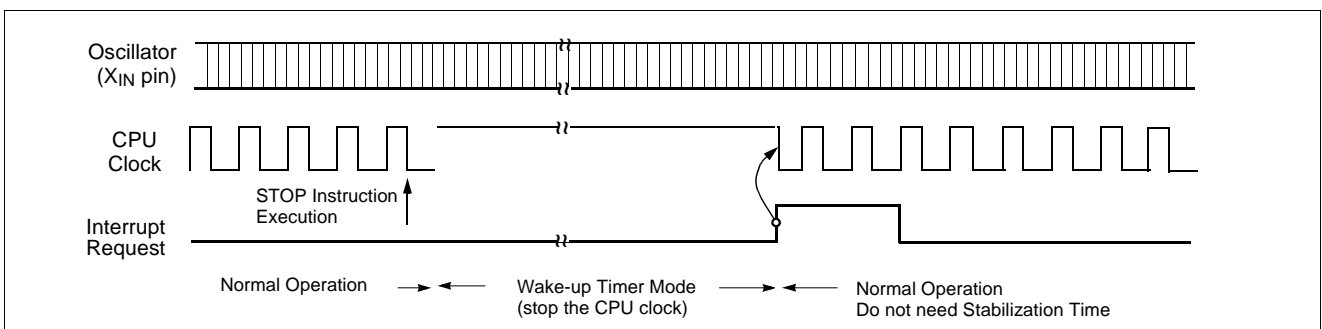 Oscillator
(XIN pin)
CPU
Clock
STOP Instruction
Execution
Interrupt
Request
Normal Operation
Wake-up Timer Mode
(stop the CPU clock)
Normal Operation
Do not need Stabilization Time